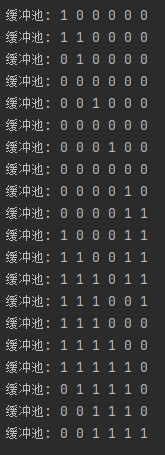 缓冲池: 1 0 0 0 0 0
缓冲池: 1 1 0 0 0 0
缓冲池: 0 1 0 0 0 0
缓冲池: 0 0 0 0 0 0
缓冲池: 0 0 1 0 0 0
缓冲池: 0 0 0 0 0 0
缓冲池: 0 0 0 1 0 0
缓冲池: 0 0 0 0 0 0
缓冲池: 0 0 0 0 1 0
缓冲池: 0 0 0 0 1 1
缓冲池: 1 0 0 0 1 1
缓冲池: 1 1 0 0 1 1
缓冲池: 1 1 1 0 1 1
缓冲池: 1 1 1 0 0 1
缓冲池: 1 1 1 0 0 0
缓冲池: 1 1 1 1 0 0
缓冲池: 1 1 1 1 1 0
缓冲池: 0 1 1 1 1 0
缓冲池: 0 0 1 1 1 0
缓冲池: 0 0 1 1 1 1